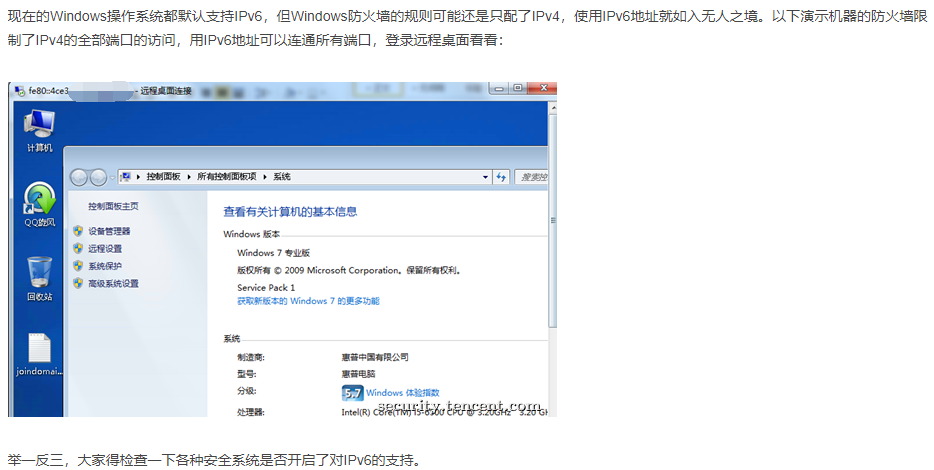 现在的Windows操作系统都默认支持IPv6，但Windows防火墙的规则可能还是只配了IPv4，使用IPv6地址就如入无人之境。以下演示机器的防火墙限
制了IPv4的全部端口的访问，用IPv6地址可以连通所有端口，登录远程桌面看看：
fe80::4ce3 - 远程桌面连接
计算机
控制面板 ▸ 所有控制面板项 ▸ 系统
搜索控
控制面板主页
查看有关计算机的基本信息
QQ旋风
设备管理器
Windows 版本
远程设置
Windows 7 专业版
系统保护
版权所有 © 2009 Microsoft Corporation。保留所有权利。
高级系统设置
Service Pack 1
回收站
获取新版本的 Windows 7 的更多功能
系统
制造商: 惠普中国有限公司
型号: 惠普电脑
joindomai...
分级: 5.7 Windows 体验指数
security.tencent.com
处理器: Intel(R) Core(TM) i5-6500 CPU @ 3.20GHz 3.20 GH
举一反三，大家得检查一下各种安全系统是否开启了对IPv6的支持。